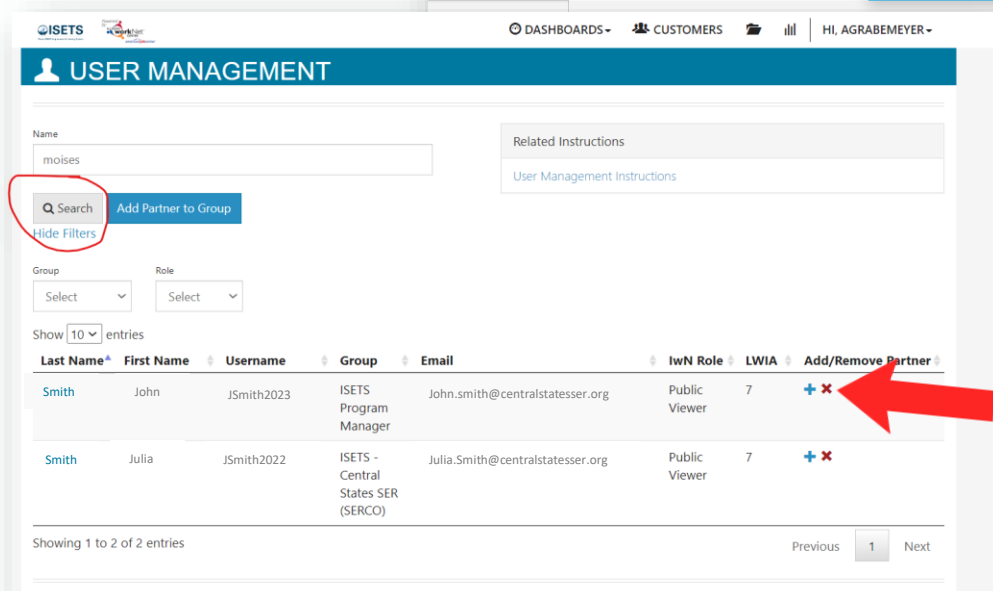 ISETS
workNet
DASHBOARDS CUSTOMERS HI, AGRABEMEYER
USER MANAGEMENT
Name
moises
Related Instructions
User Management Instructions
Search Add Partner to Group
Hide Filters
Group Role
Select Select
Show 10 entries
Last Name First Name Username Group Email IwN Role LWIA Add/Remove Partner
Smith John JSmith2023 ISETS John.smith@centralstatesser.org Public 7
Program Viewer
Manager
Smith Julia JSmith2022 ISETS - Julia.Smith@centralstatesser.org Public 7
Central Viewer
States SER
(SERCO)
Showing 1 to 2 of 2 entries
Previous 1 Next